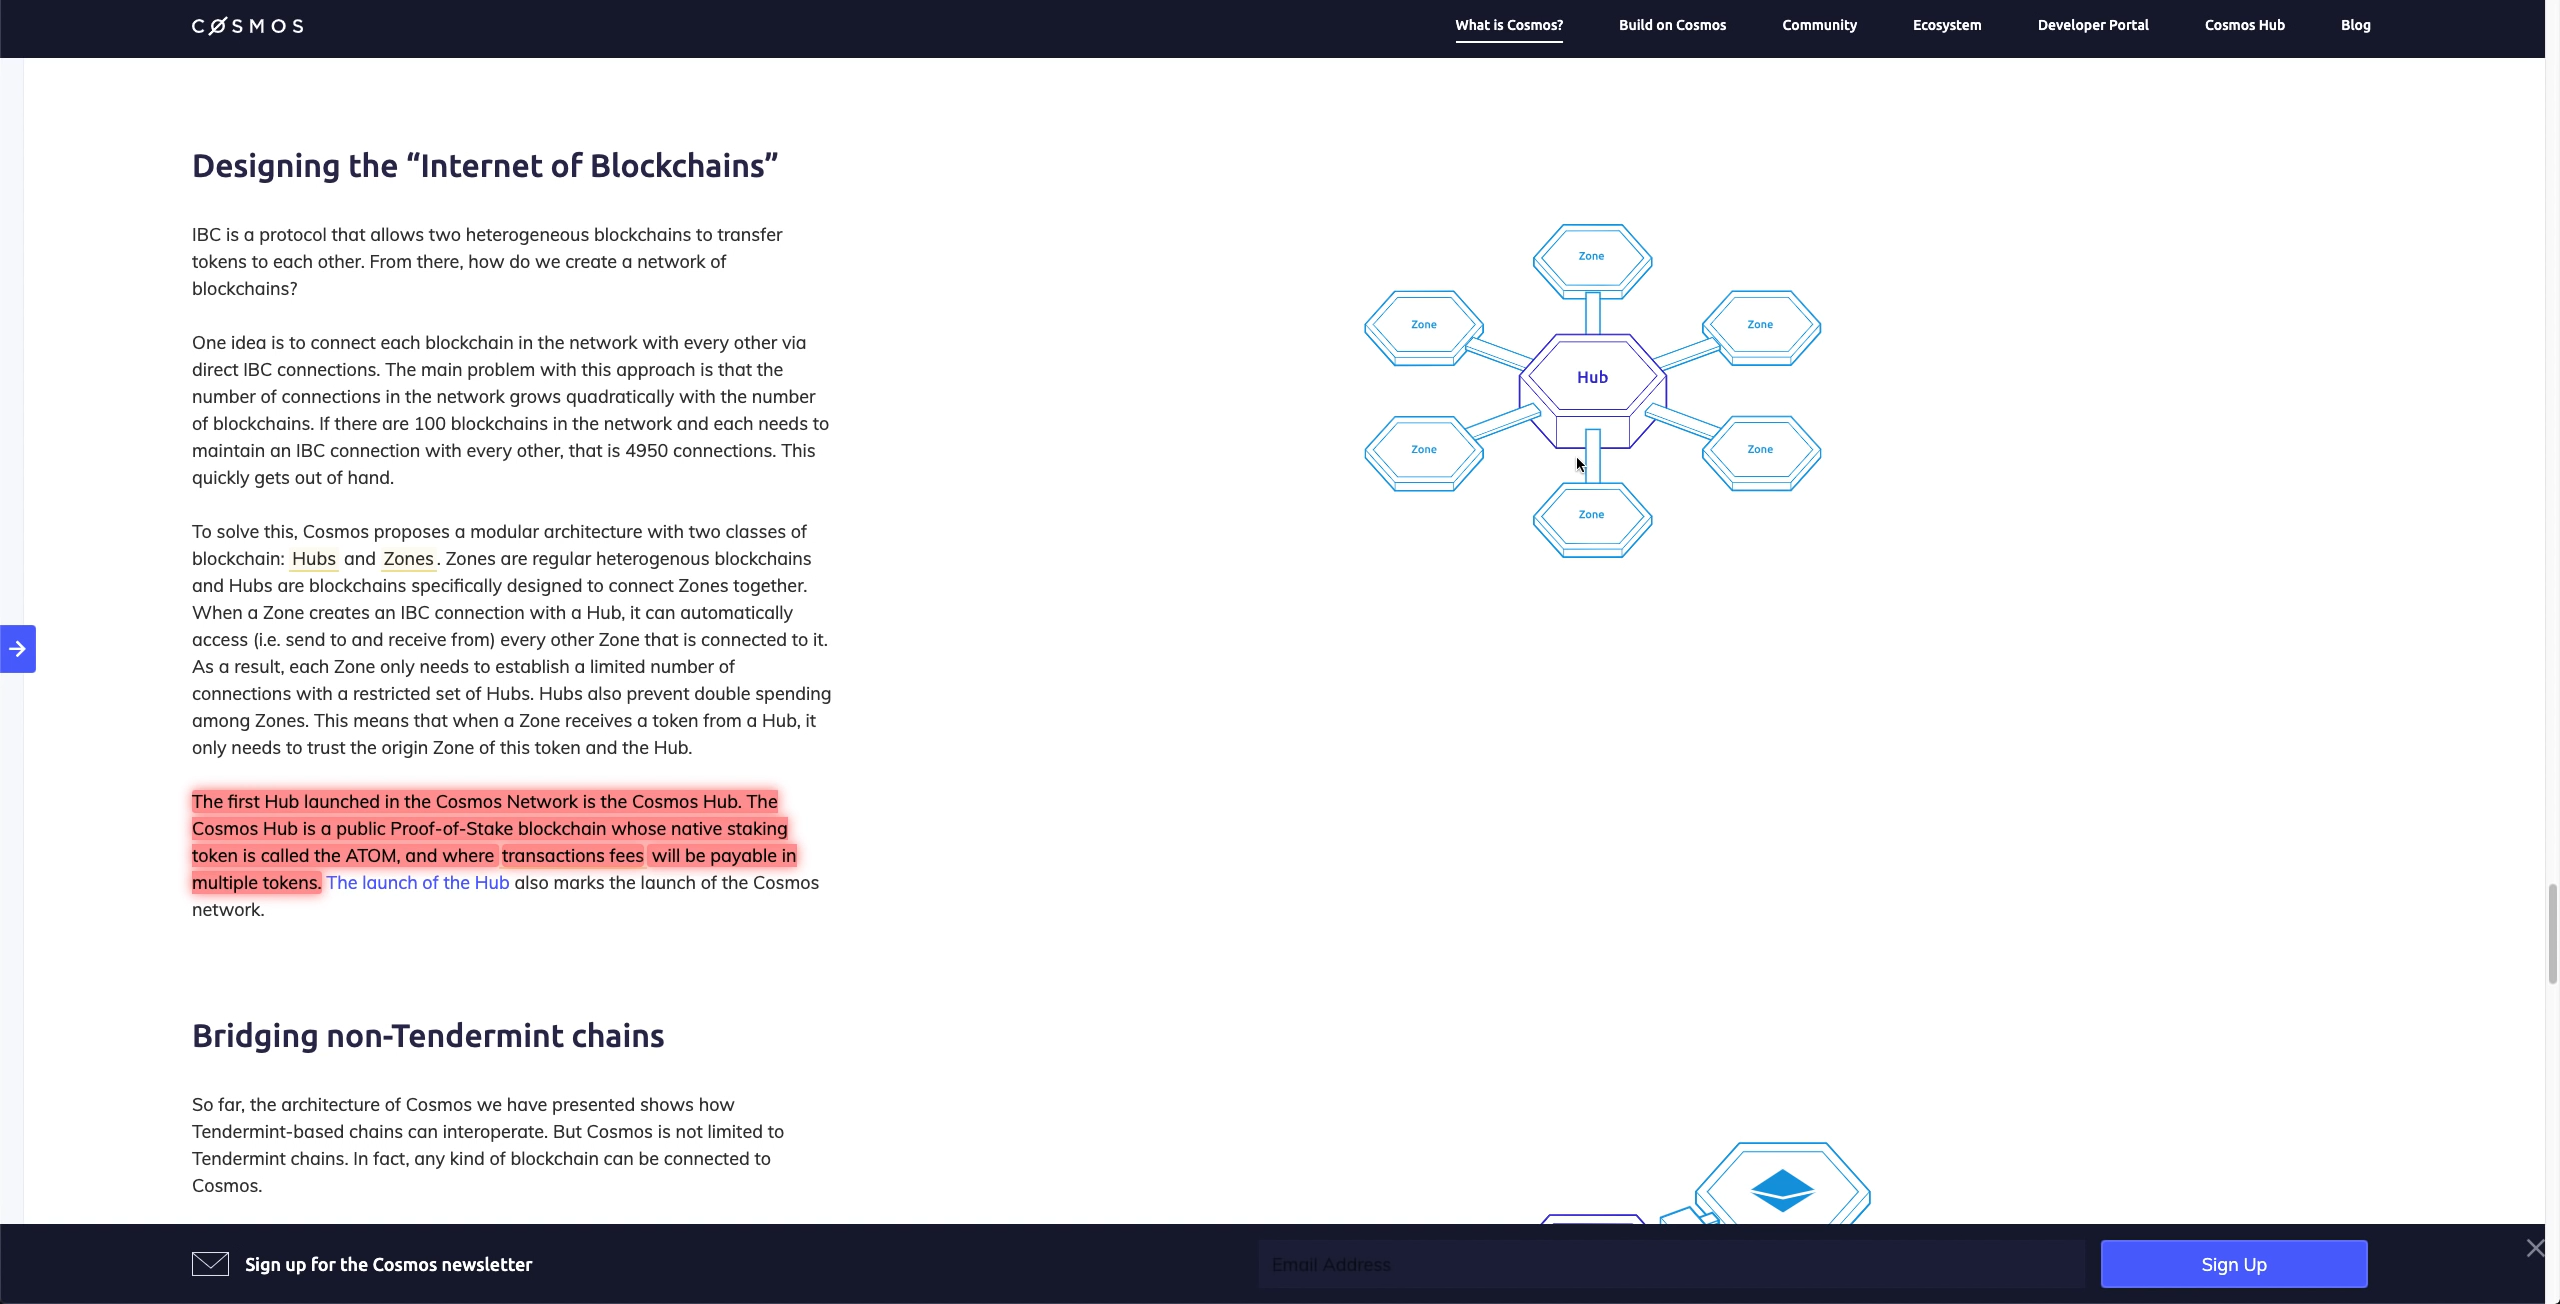 CØSMOS
What is Cosmos?
Build on Cosmos
Community
Ecosystem
Developer Portal
Cosmos Hub
Blog
Designing the “Internet of Blockchains”
IBC is a protocol that allows two heterogeneous blockchains to transfer
tokens to each other. From there, how do we create a network of
blockchains?
One idea is to connect each blockchain in the network with every other via
direct IBC connections. The main problem with this approach is that the
number of connections in the network grows quadratically with the number
of blockchains. If there are 100 blockchains in the network and each needs to
maintain an IBC connection with every other, that is 4950 connections. This
quickly gets out of hand.
To solve this, Cosmos proposes a modular architecture with two classes of
blockchain: Hubs and Zones. Zones are regular heterogenous blockchains
and Hubs are blockchains specifically designed to connect Zones together.
When a Zone creates an IBC connection with a Hub, it can automatically
access (i.e. send to and receive from) every other Zone that is connected to it.
As a result, each Zone only needs to establish a limited number of
connections with a restricted set of Hubs. Hubs also prevent double spending
among Zones. This means that when a Zone receives a token from a Hub, it
only needs to trust the origin Zone of this token and the Hub.
The first Hub launched in the Cosmos Network is the Cosmos Hub. The
Cosmos Hub is a public Proof-of-Stake blockchain whose native staking
token is called the ATOM, and where transactions fees will be payable in
multiple tokens. The launch of the Hub also marks the launch of the Cosmos
network.
Zone
Zone
Zone
Hub
Zone
Zone
Zone
Bridging non-Tendermint chains
So far, the architecture of Cosmos we have presented shows how
Tendermint-based chains can interoperate. But Cosmos is not limited to
Tendermint chains. In fact, any kind of blockchain can be connected to
Cosmos.
Sign up for the Cosmos newsletter
Email Address
Sign Up